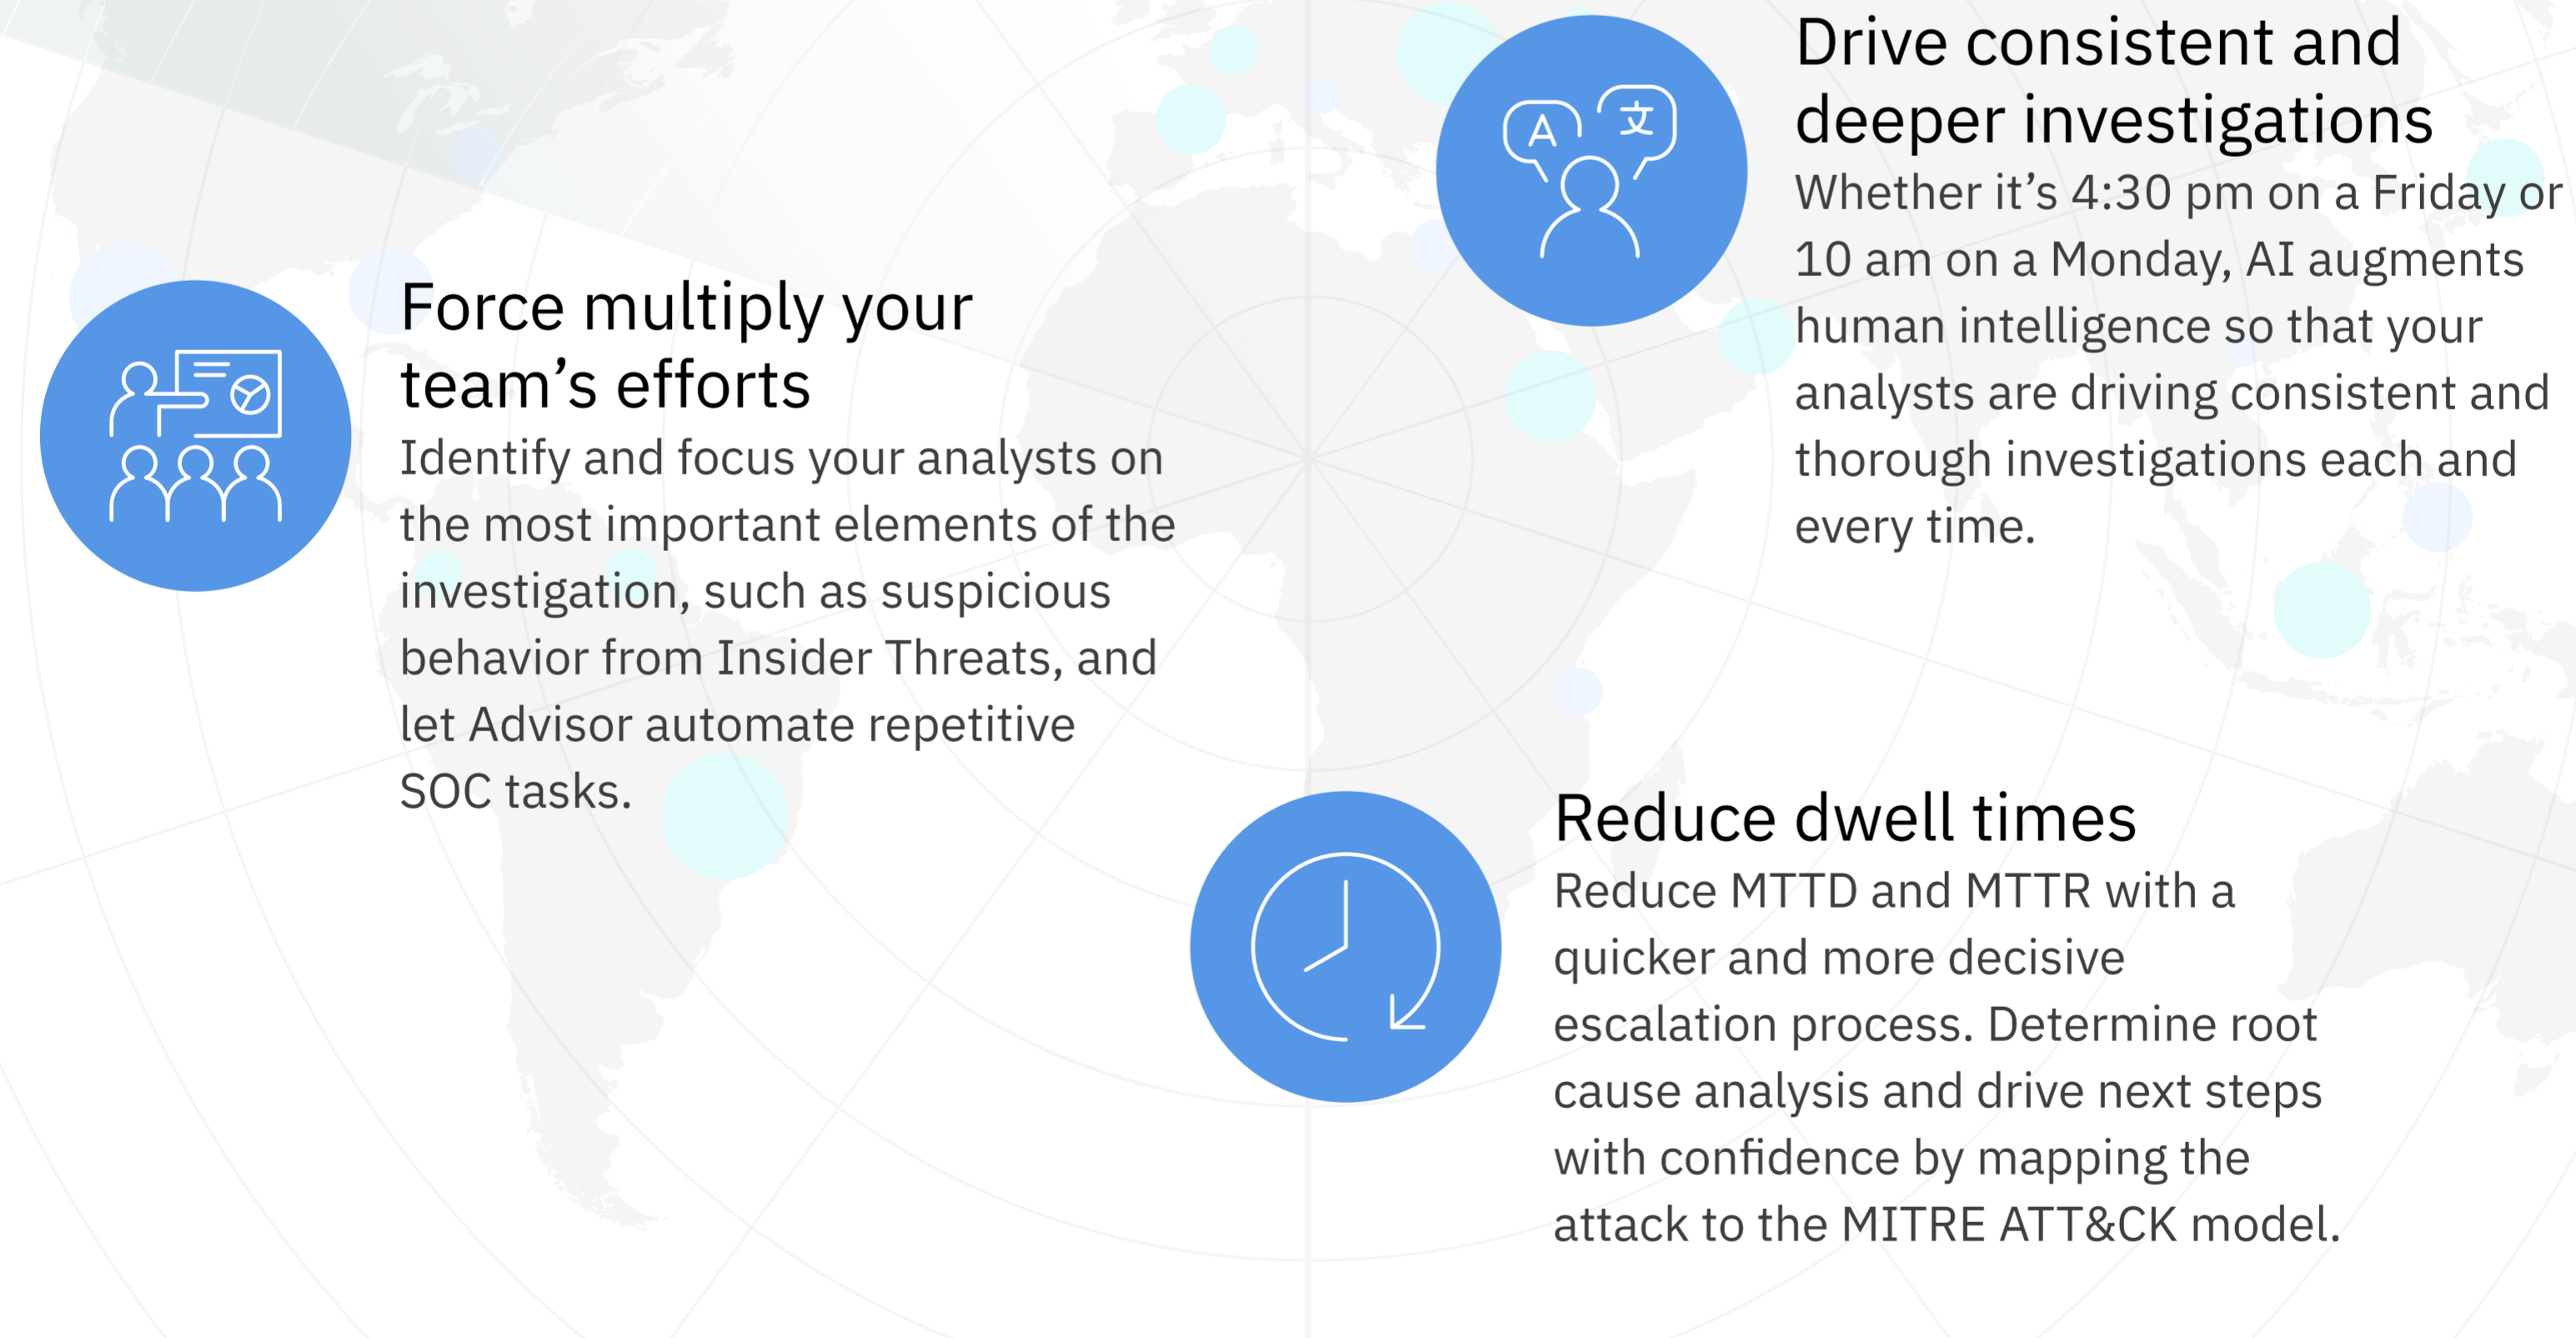 Drive consistent and
deeper investigations
Whether it’s 4:30 pm on a Friday or
10 am on a Monday, AI augments
human intelligence so that your
analysts are driving consistent and
thorough investigations each and
every time.
A
文
Force multiply your
team’s efforts
Identify and focus your analysts on
the most important elements of the
investigation, such as suspicious
behavior from Insider Threats, and
let Advisor automate repetitive
SOC tasks.
Reduce dwell times
Reduce MTTD and MTTR with a
quicker and more decisive
escalation process. Determine root
cause analysis and drive next steps
with confidence by mapping the
attack to the MITRE ATT&CK model.